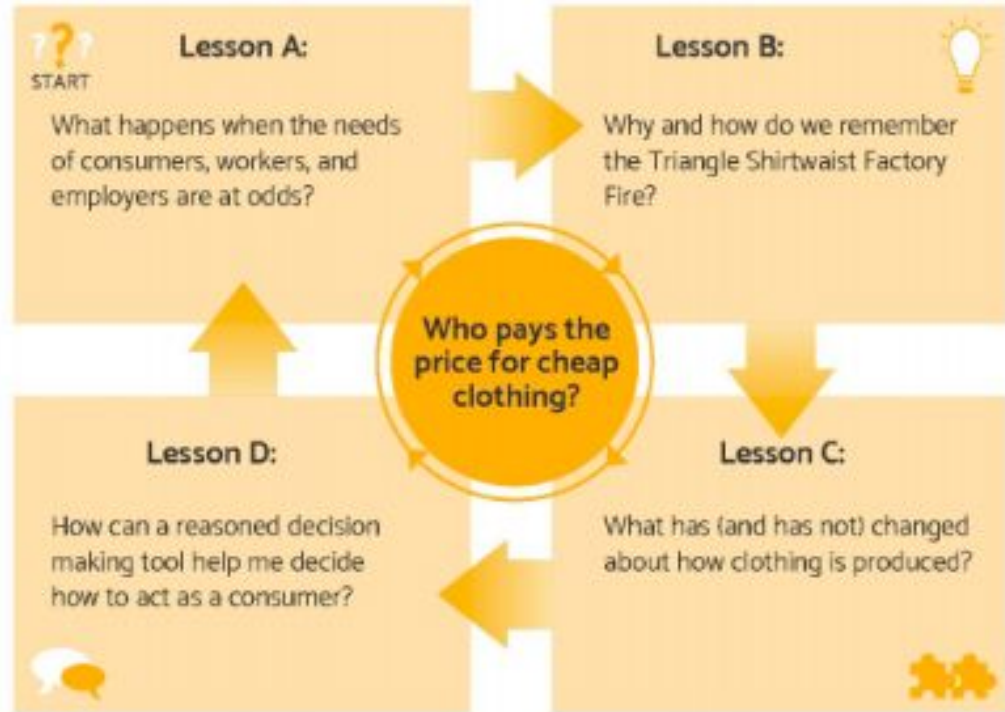 ???
START
Lesson A:
What happens when the needs
of consumers, workers, and
employers are at odds?
Lesson B:
Why and how do we remember
the Triangle Shirtwaist Factory
Fire?
Who pays the
price for cheap
clothing?
Lesson D:
How can a reasoned decision
making tool help me decide
how to act as a consumer?
Lesson C:
What has (and has not) changed
about how clothing is produced?